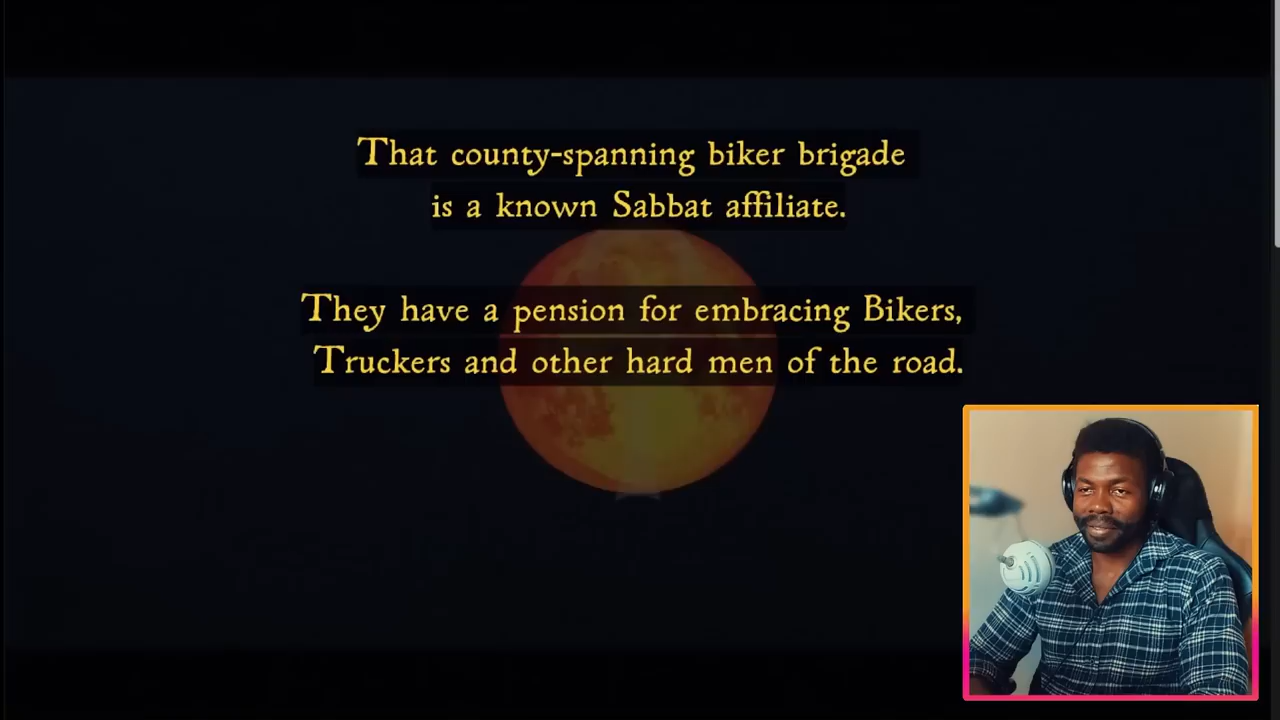 That county-spanning biker brigade
is a known Sabbat affiliate.
They have a pension for embracing Bikers,
Truckers and other hard men of the road.